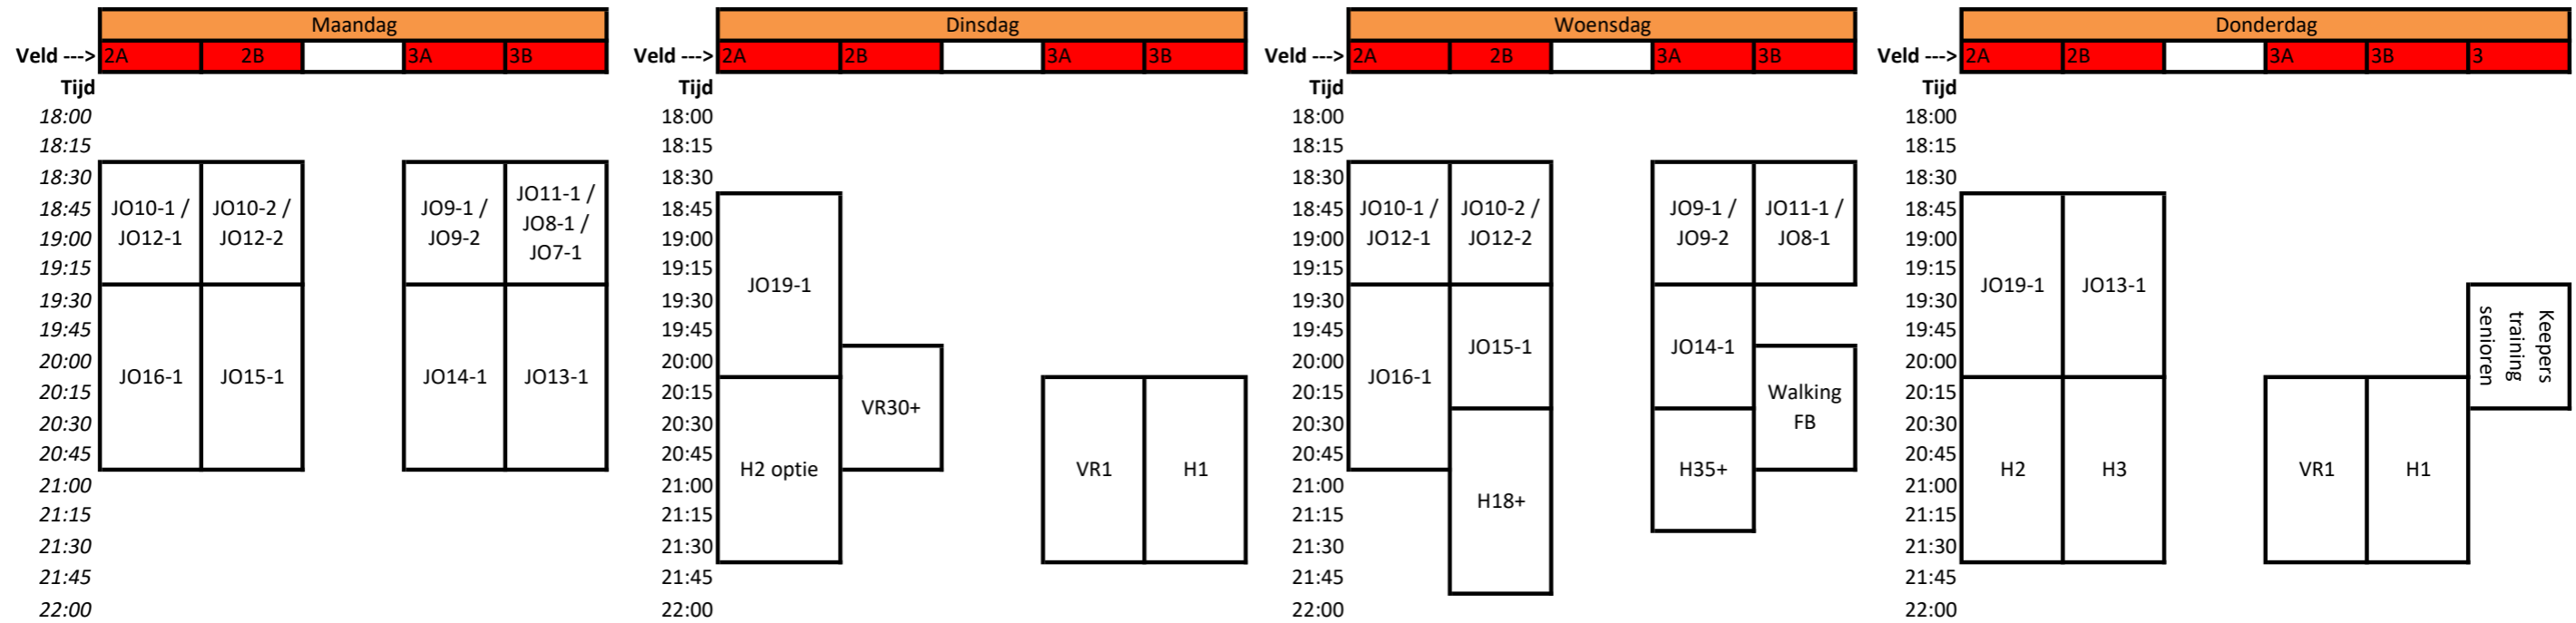 Maandag
Veld ---> 2A 2B 3A 3B
Tijd
18:00
18:15
18:30
18:45
19:00
19:15
19:30
19:45
20:00
20:15
20:30
20:45
21:00
21:15
21:30
21:45
22:00
JO10-1 /
JO12-1
JO10-2 /
JO12-2
JO9-1 /
JO9-2
JO11-1 /
JO8-1 /
JO7-1
JO16-1
JO15-1
JO14-1
JO13-1
Dinsdag
Veld ---> 2A 2B 3A 3B
Tijd
18:00
18:15
18:30
18:45
19:00
19:15
19:30
19:45
20:00
20:15
20:30
20:45
21:00
21:15
21:30
21:45
22:00
JO19-1
VR30+
H2 optie
VR1
H1
Woensdag
Veld ---> 2A 2B 3A 3B
Tijd
18:00
18:15
18:30
18:45
19:00
19:15
19:30
19:45
20:00
20:15
20:30
20:45
21:00
21:15
21:30
21:45
22:00
JO10-1 /
JO12-1
JO10-2 /
JO12-2
JO9-1 /
JO9-2
JO11-1 /
JO8-1
JO16-1
JO15-1
JO14-1
Walking
FB
H18+
H35+
Donderdag
Veld ---> 2A 2B 3A 3B 3
Tijd
18:00
18:15
18:30
18:45
19:00
19:15
19:30
19:45
20:00
20:15
20:30
20:45
21:00
21:15
21:30
21:45
22:00
JO19-1
JO13-1
Keepers
training
senioren
H2
H3
VR1
H1